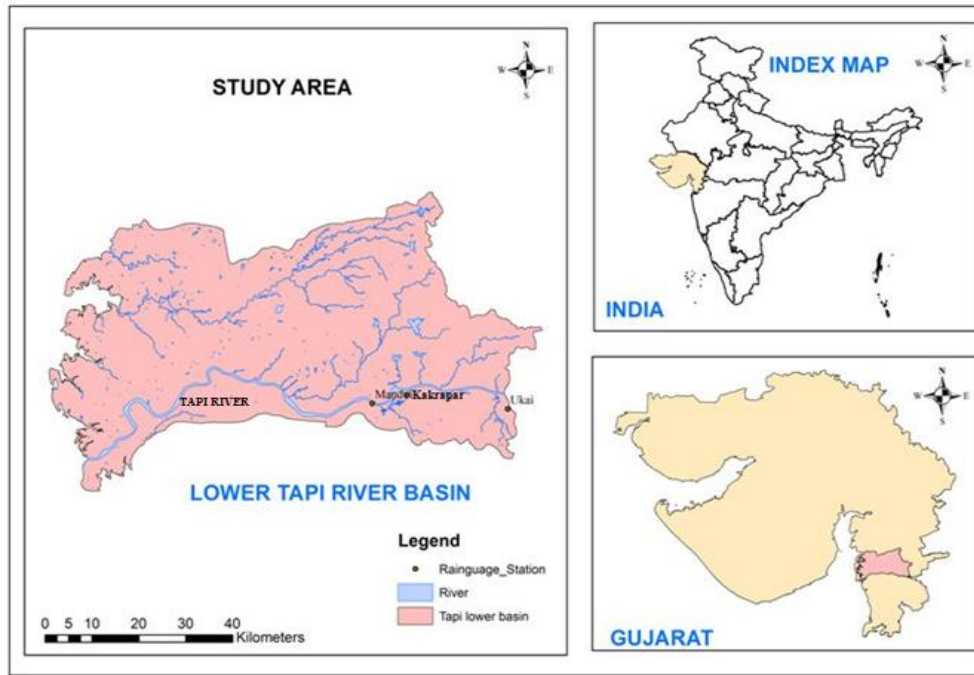 STUDY AREA
N
W E
S
TAPI RIVER
Kakrapar
Ukai
LOWER TAPI RIVER BASIN
Legend
Rainguage_Station
River
Tapi lower basin
0 5 10 20 30 40
Kilometers
INDEX MAP
N
W E
S
INDIA
N
W E
S
GUJARAT